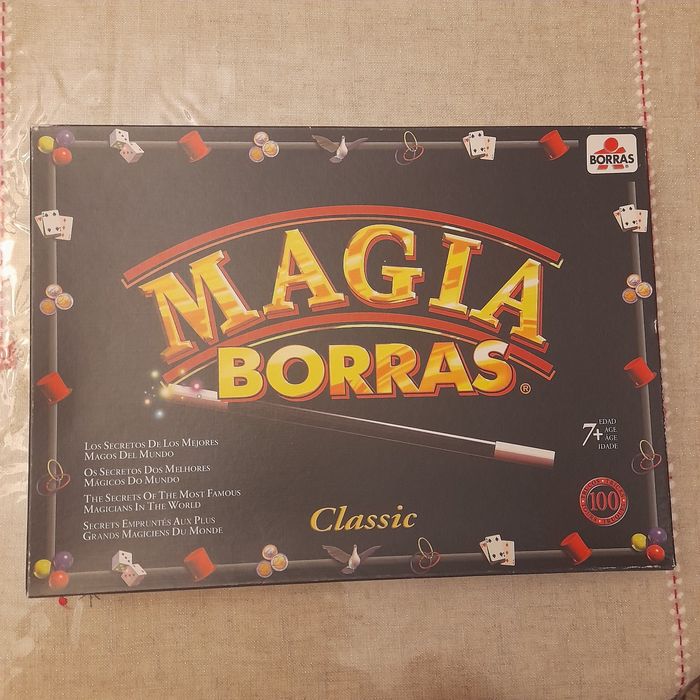 BORRAS
MAGIA
BORRAS®
LOS SECRETOS DE LOS MEJORES
MAGOS DEL MUNDO
OS SECRETOS DOS MELHORES
MÁGICOS DO MUNDO
THE SECRETS OF THE MOST FAMOUS
MAGICIANS IN THE WORLD
SECRETS EMPRUNTÉS AUX PLUS
GRANDS MAGICIENS DU MONDE
7+
EDAD
AGE
AGE
IDADE
100
Classic